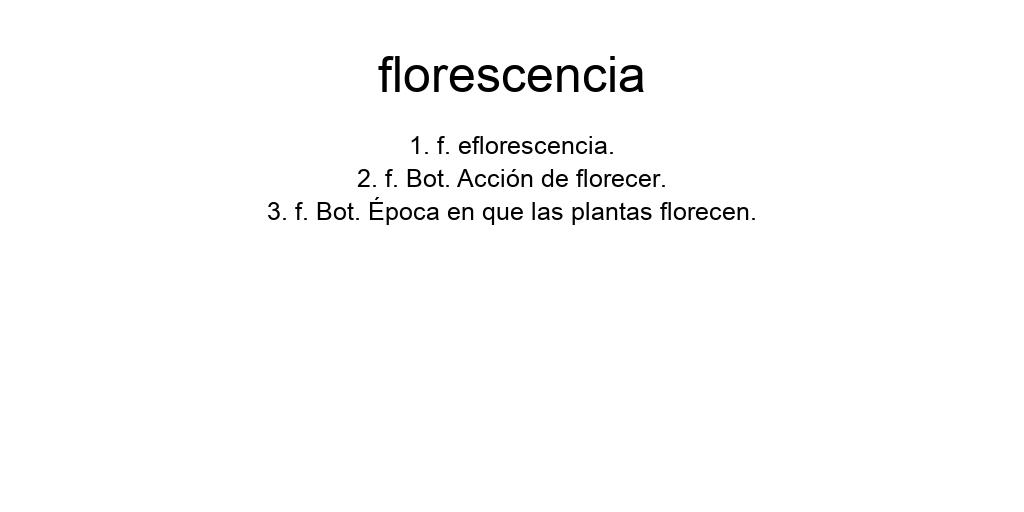 florescencia
1. f. eflorescencia.
2. f. Bot. Acción de florecer.
3. f. Bot. Época en que las plantas florecen.